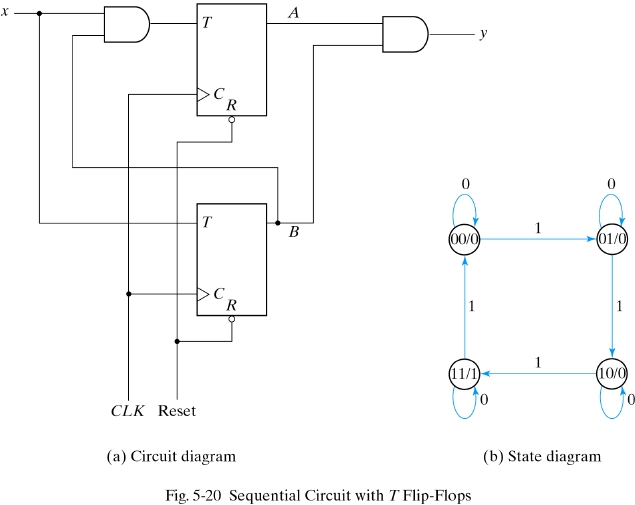 x
T
A
y
C
R
T
B
C
R
CLK Reset
0 0
00/0 1 01/0
1 1
11/1 1 10/0
0 0
(a) Circuit diagram
(b) State diagram
Fig. 5-20 Sequential Circuit with T Flip-Flops